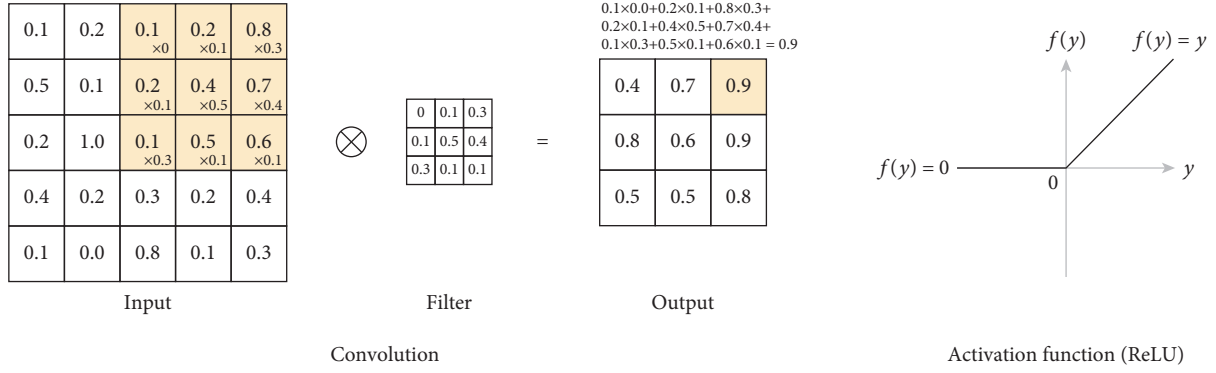 0.1×0.0+0.2×0.1+0.8×0.3+
0.2×0.1+0.4×0.5+0.7×0.4+
0.1×0.3+0.5×0.1+0.6×0.1 = 0.9
0.1 0.2 0.1 ×0 0.2 ×0.1 0.8 ×0.3
0.5 0.1 0.2 ×0.1 0.4 ×0.5 0.7 ×0.4
0.2 1.0 0.1 ×0.3 0.5 ×0.1 0.6 ×0.1
0.4 0.2 0.3 0.2 0.4
0.1 0.0 0.8 0.1 0.3
Input
⊗
0 0.1 0.3
0.1 0.5 0.4
0.3 0.1 0.1
Filter
=
0.4 0.7 0.9
0.8 0.6 0.9
0.5 0.5 0.8
Output
Convolution
f(y) f(y) = y
f(y) = 0
0
y
Activation function (ReLU)